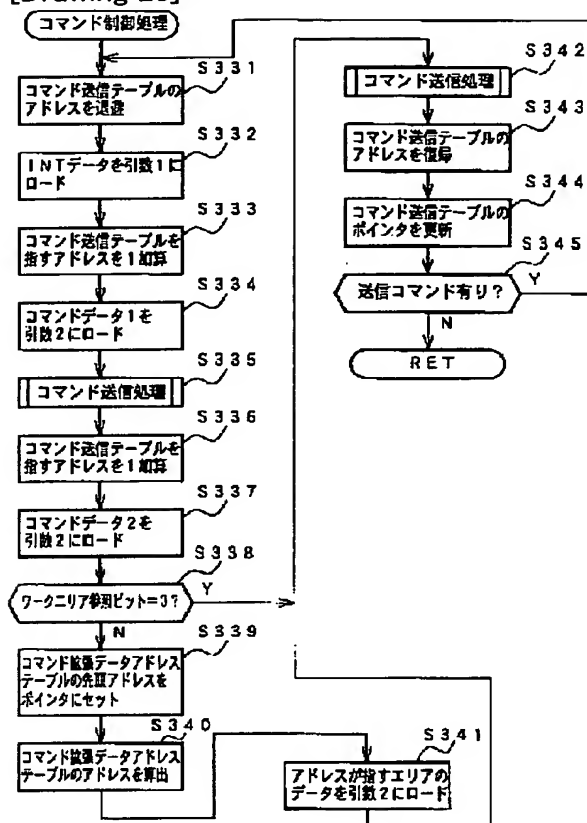 [Drawing
コマンド制御処理
S331
コマンド送信テーブルの
アドレスを退避
S332
INTデータを引数1に
ロード
S333
コマンド送信テーブルを
指すアドレスを1加算
S334
コマンドデータ1を
引数2にロード
S335
コマンド送信処理
S336
コマンド送信テーブルを
指すアドレスを1加算
S337
コマンドデータ2を
引数2にロード
S338
ワークエリア参照ビット=0?
Y
N
S339
コマンド拡張データアドレス
テーブルの先頭アドレスを
ポインタにセット
S340
コマンド拡張データアドレス
テーブルのアドレスを算出
S341
アドレスが指すエリアの
データを引数2にロード
S342
コマンド送信処理
S343
コマンド送信テーブルの
アドレスを復帰
S344
コマンド送信テーブルの
ポインタを更新
S345
送信コマンド有り?
Y
N
RET